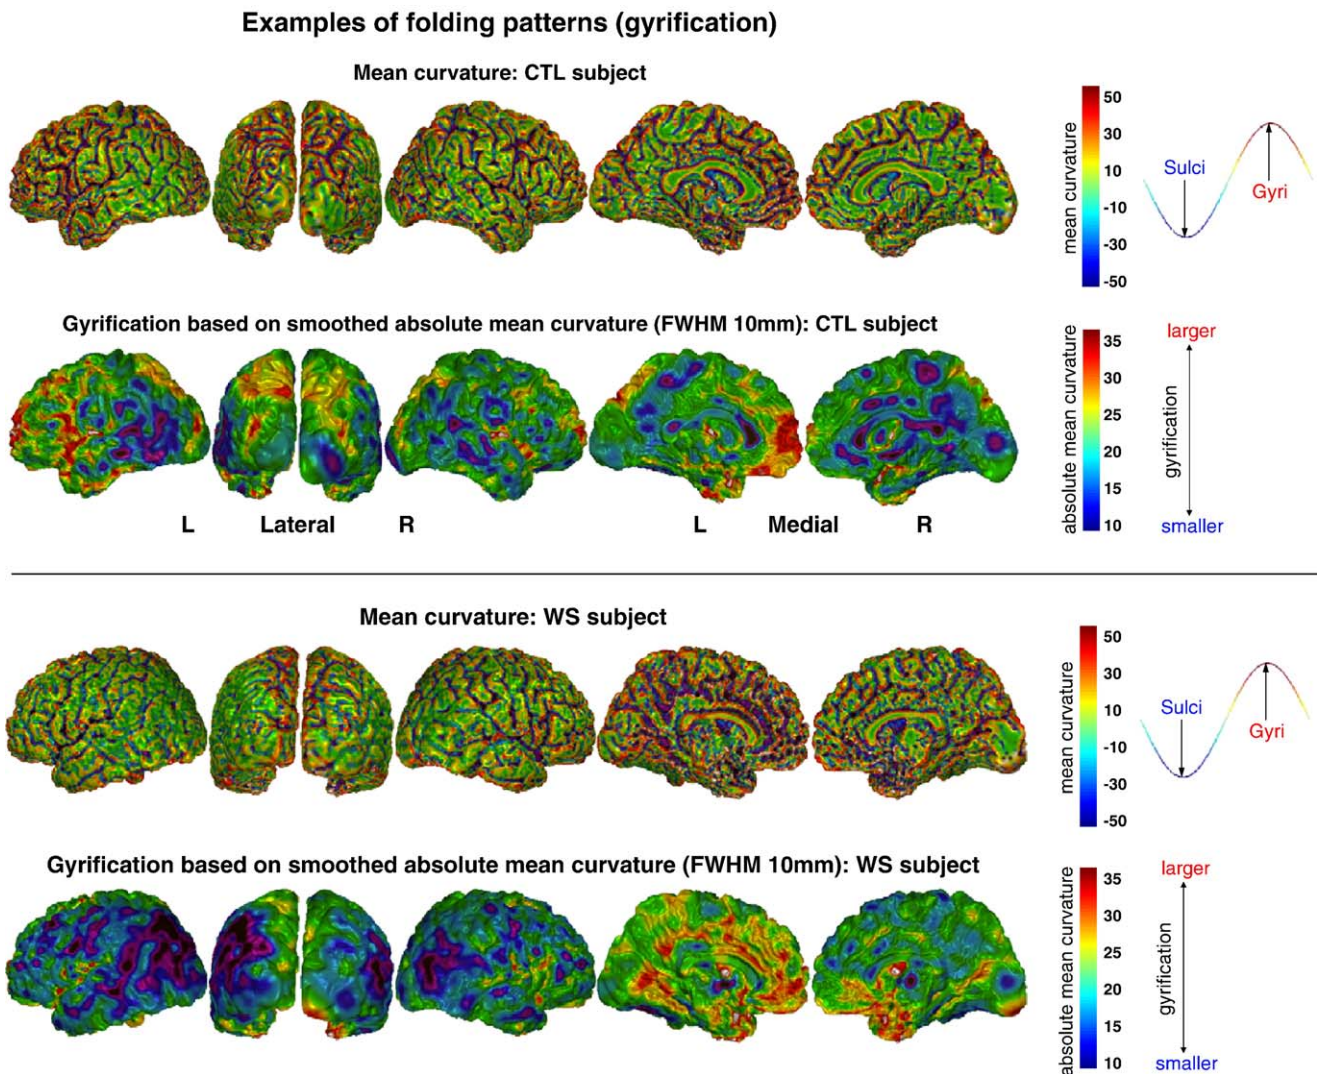 Examples of folding patterns (gyrification)
Mean curvature: CTL subject
mean curvature
50
30
10
-10
-30
-50
Sulci
Gyri
Gyrification based on smoothed absolute mean curvature (FWHM 10mm): CTL subject
L Lateral R L Medial R
absolute mean curvature
35
30
25
20
15
10
larger
gyrification
smaller
Mean curvature: WS subject
mean curvature
50
30
10
-10
-30
-50
Sulci
Gyri
Gyrification based on smoothed absolute mean curvature (FWHM 10mm): WS subject
absolute mean curvature
35
30
25
20
15
10
larger
gyrification
smaller